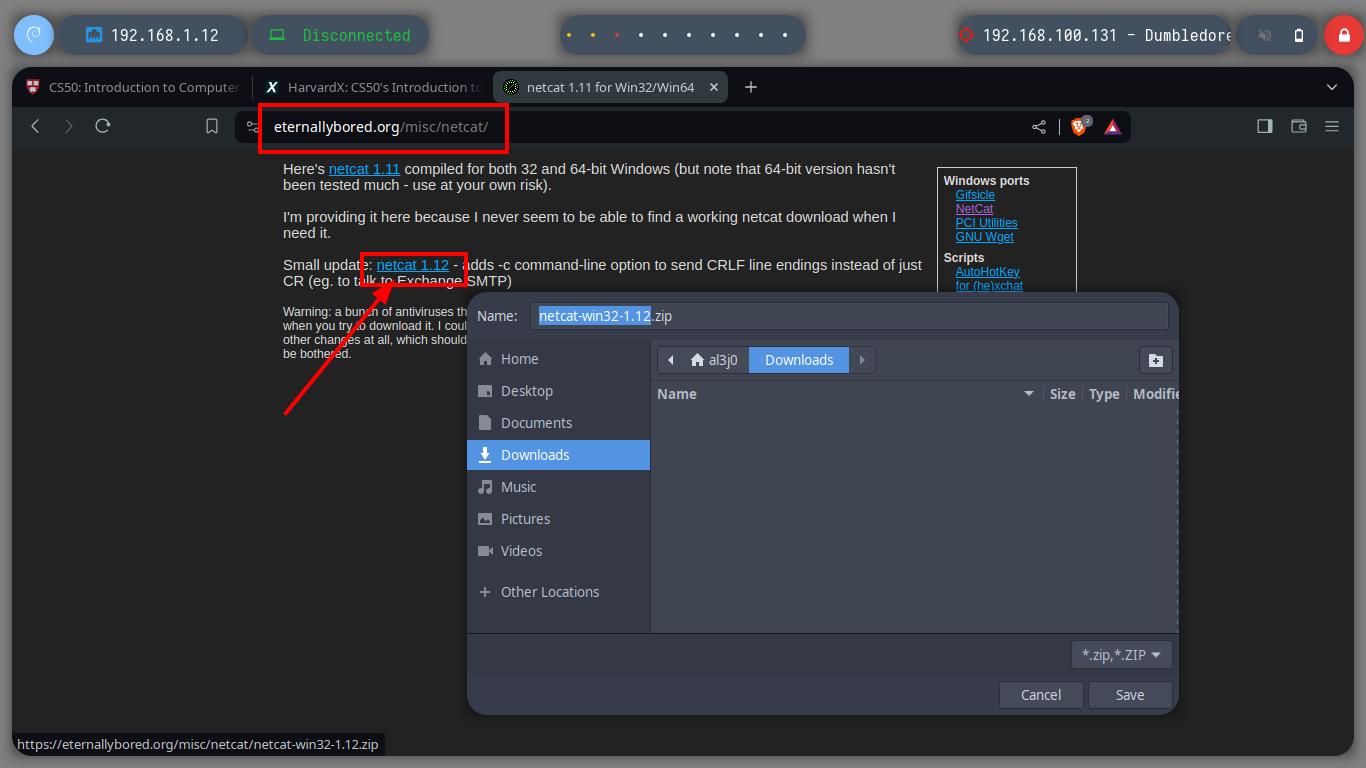 192.168.1.12
Disconnected
192.168.100.131 - Dumbledore
CS50: Introduction to Computer
HarvardX: CS50's Introduction to
netcat 1.11 for Win32/Win64
eternallybored.org/misc/netcat/
2
Here's netcat 1.11 compiled for both 32 and 64-bit Windows (but note that 64-bit version hasn't
been tested much - use at your own risk).
I'm providing it here because I never seem to be able to find a working netcat download when I
need it.
Small update: netcat 1.12 - adds -c command-line option to send CRLF line endings instead of just
CR (eg. to talk to Exchange SMTP)
Warning: a bunch of antiviruses th
when you try to download it. I coul
other changes at all, which should
be bothered.
Windows ports
Gifsicle
NetCat
PCI Utilities
GNU Wget
Scripts
AutoHotKey
for (he)xchat
Name:
netcat-win32-1.12.zip
Home
Desktop
Documents
Downloads
Music
Pictures
Videos
Other Locations
al3j0
Downloads
Name
Size
Type
Modifie
*.zip,*.ZIP
Cancel
Save
https://eternallybored.org/misc/netcat/netcat-win32-1.12.zip